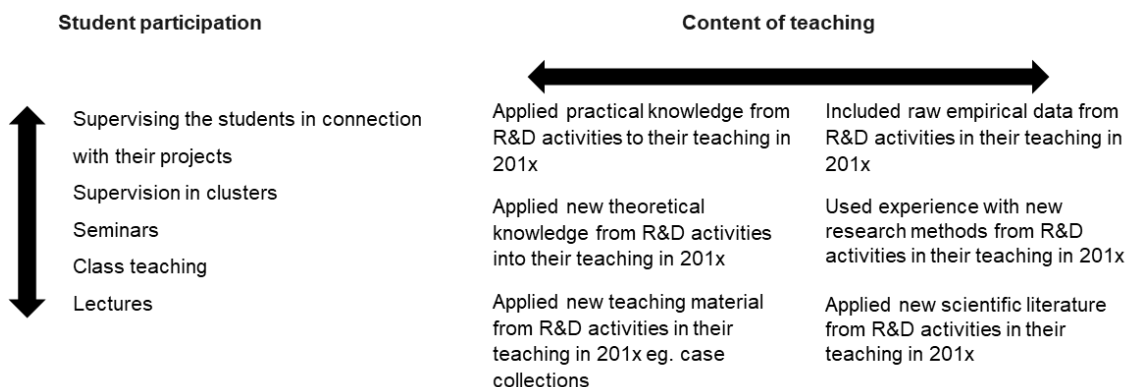 Student participation
Content of teaching
Supervising the students in connection
with their projects
Supervision in clusters
Seminars
Class teaching
Lectures
Applied practical knowledge from
R&D activities to their teaching in
201x
Included raw empirical data from
R&D activities in their teaching in
201x
Applied new theoretical
knowledge from R&D activities
into their teaching in 201x
Used experience with new
research methods from R&D
activities in their teaching in 201x
Applied new teaching material
from R&D activities in their
teaching in 201x eg. case
collections
Applied new scientific literature
from R&D activities in their
teaching in 201x